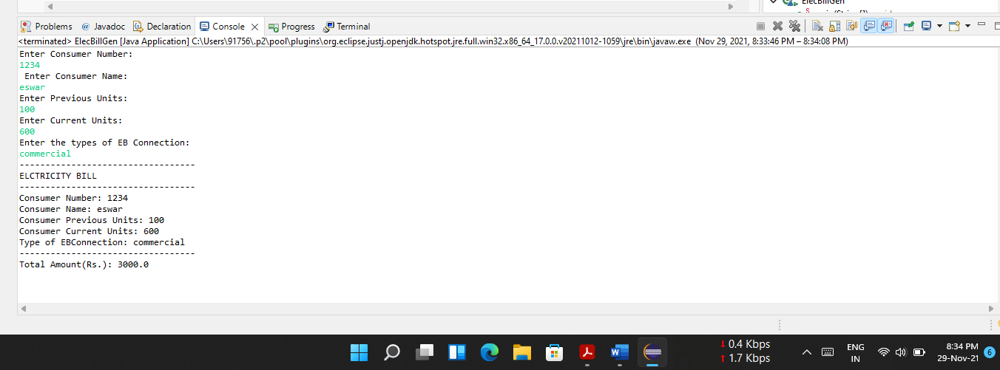 ElecBillGen
Problems @ Javadoc Declaration Console Progress Terminal
<terminated> ElecBillGen [Java Application] C:\Users\91756\.p2\pool\plugins\org.eclipse.justj.openjdk.hotspot.jre.full.win32.x86_64_17.0.0.v20211012-1059\jre\bin\javaw.exe (Nov 29, 2021, 8:33:46 PM – 8:34:08 PM)
Enter Consumer Number:
1234
Enter Consumer Name:
eswar
Enter Previous Units:
100
Enter Current Units:
600
Enter the types of EB Connection:
commercial
----------------------------------
ELCTRICITY BILL
----------------------------------
Consumer Number: 1234
Consumer Name: eswar
Consumer Previous Units: 100
Consumer Current Units: 600
Type of EBConnection: commercial
----------------------------------
Total Amount(Rs.): 3000.0
0.4 Kbps
1.7 Kbps
ENG
IN
8:34 PM
29-Nov-21
6